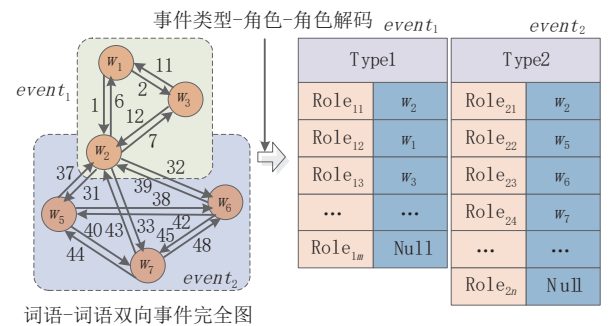 事件类型-角色-角色解码
event₁
event₂
event₁
W₁
11
2
W₃
1
6
12
7
W₂
37
31
32
39
38
W₅
W₆
40
43
33
42
45
48
44
W₇
event₂
词语-词语双向事件完全图
Type1
Role₁₁ w₂
Role₁₂ w₁
Role₁₃ w₃
… …
Role₁ₘ Null
Type2
Role₂₁ w₂
Role₂₂ w₅
Role₂₃ w₆
Role₂₄ w₇
… …
Role₂ₙ Null